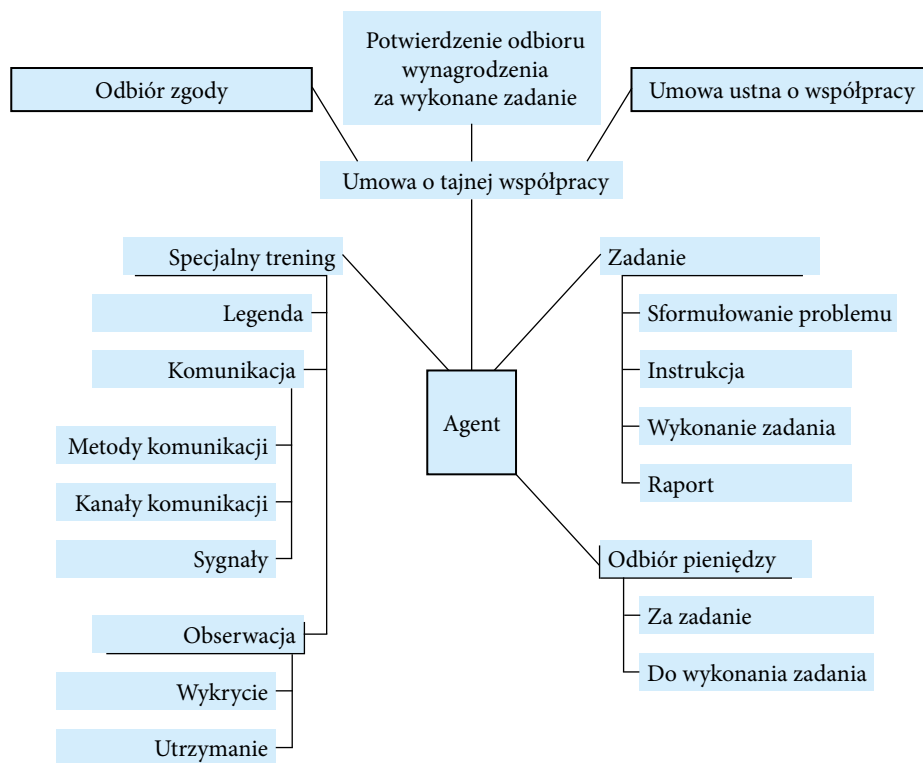 Potwierdzenie odbioru
wynagrodzenia
za wykonane zadanie
Odbiór zgody
Umowa ustna o współpracy
Umowa o tajnej współpracy
Specjalny trening
Legenda
Komunikacja
Metody komunikacji
Kanały komunikacji
Sygnały
Obserwacja
Wykrycie
Utrzymanie
Agent
Zadanie
Sformułowanie problemu
Instrukcja
Wykonanie zadania
Raport
Odbiór pieniędzy
Za zadanie
Do wykonania zadania